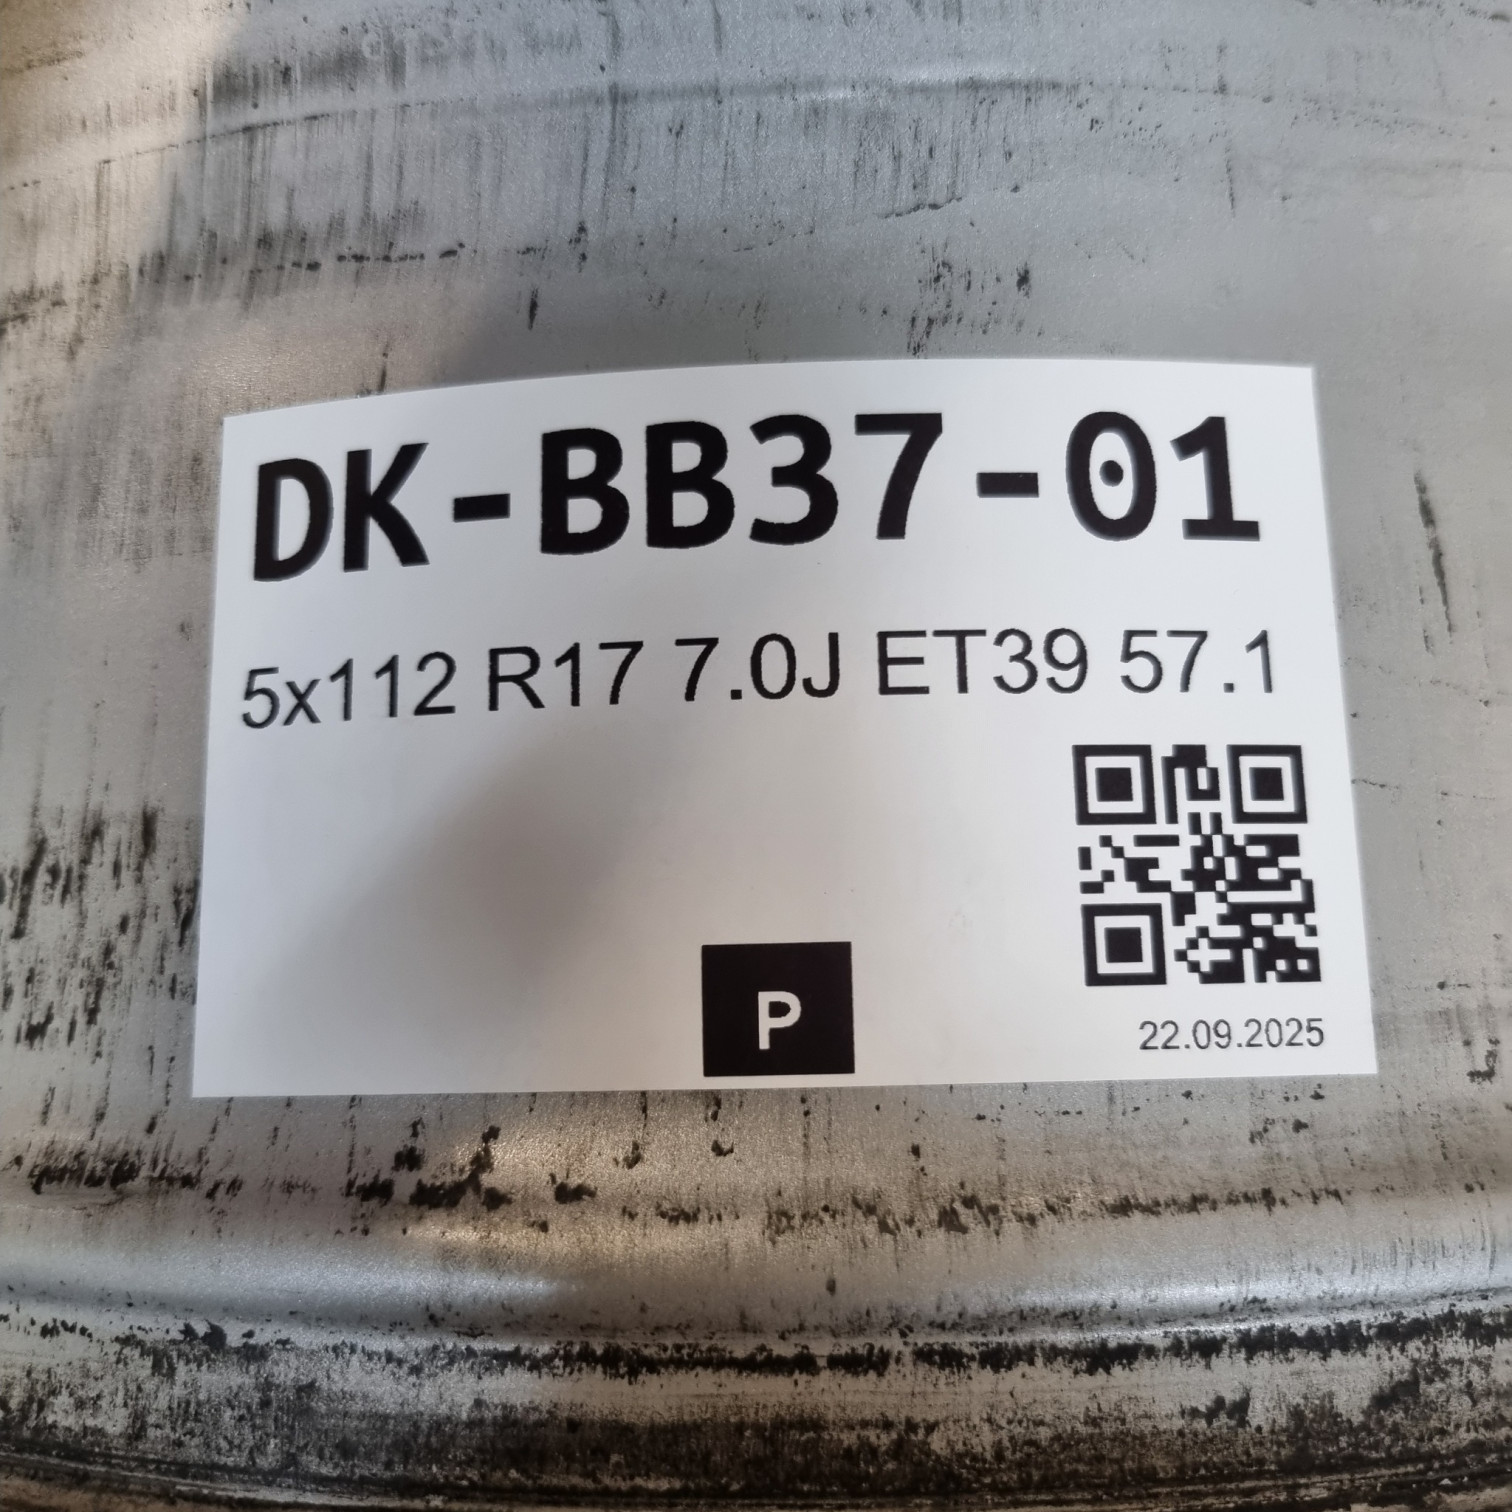 DK-BB37-01
5x112 R17 7.0J ET39 57.1
P
22.09.2025